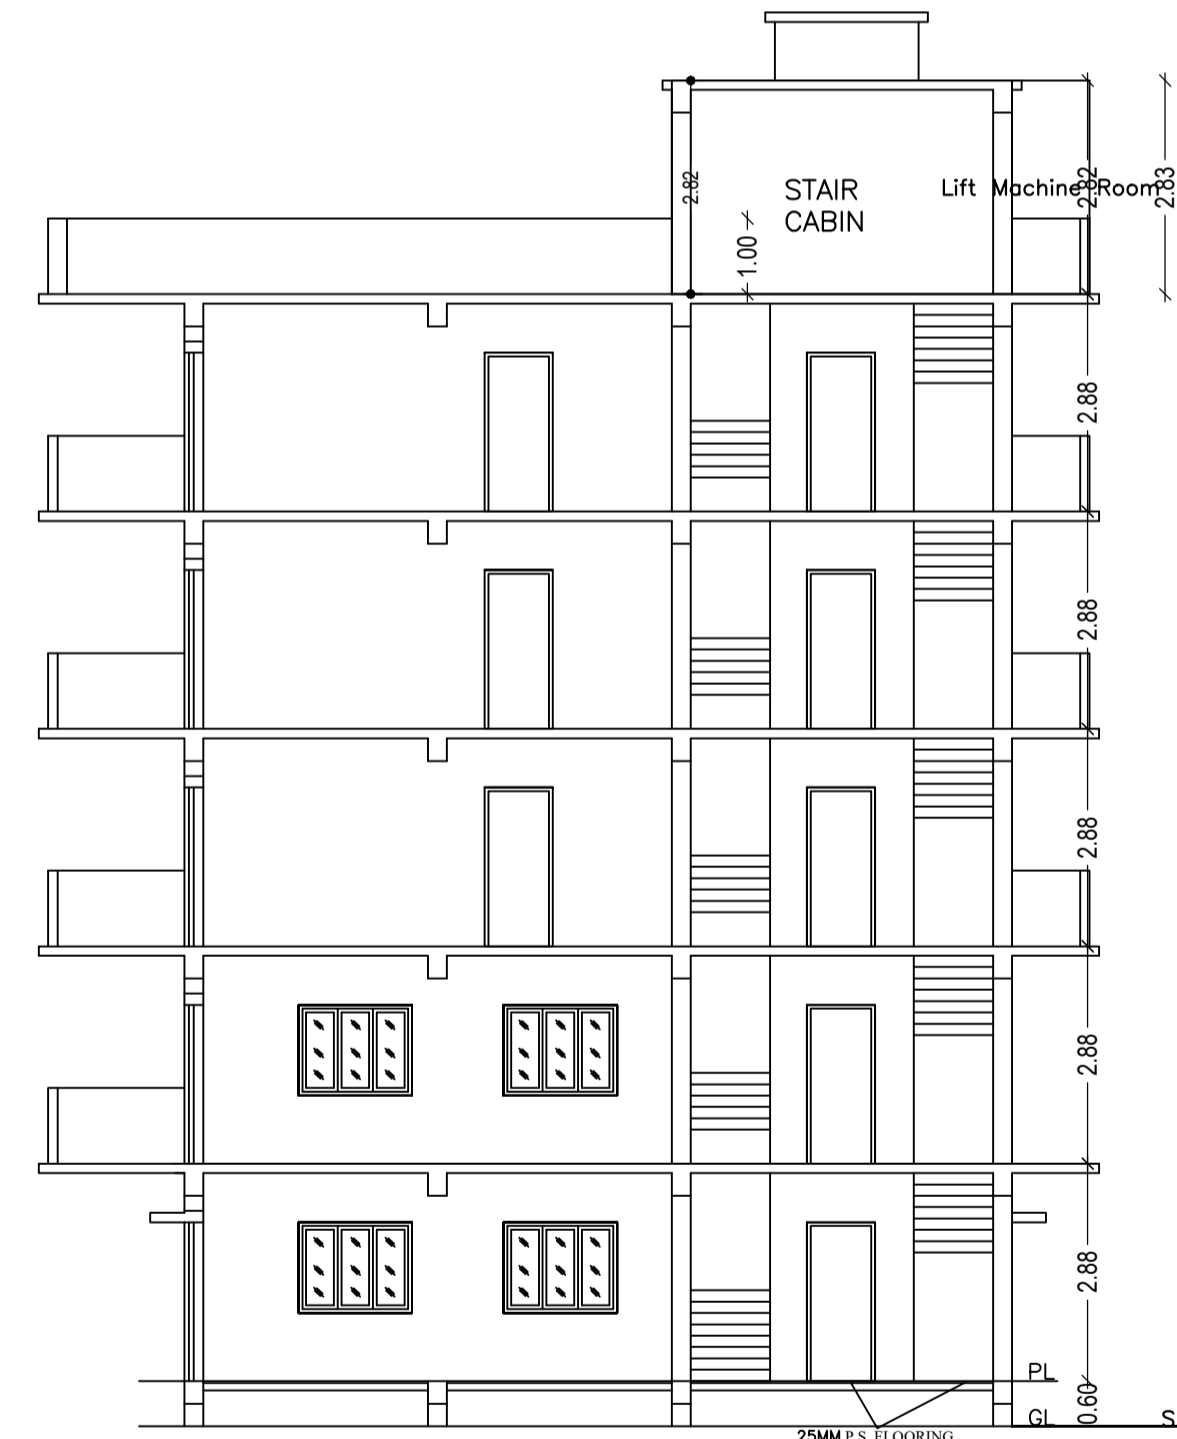 2.82
STAIR
CABIN
Lift Machine Room
2.82
2.83
1.00
2.88
2.88
2.88
2.88
2.88
PL
0.60
GL
S
25MM P.S. FLOORING